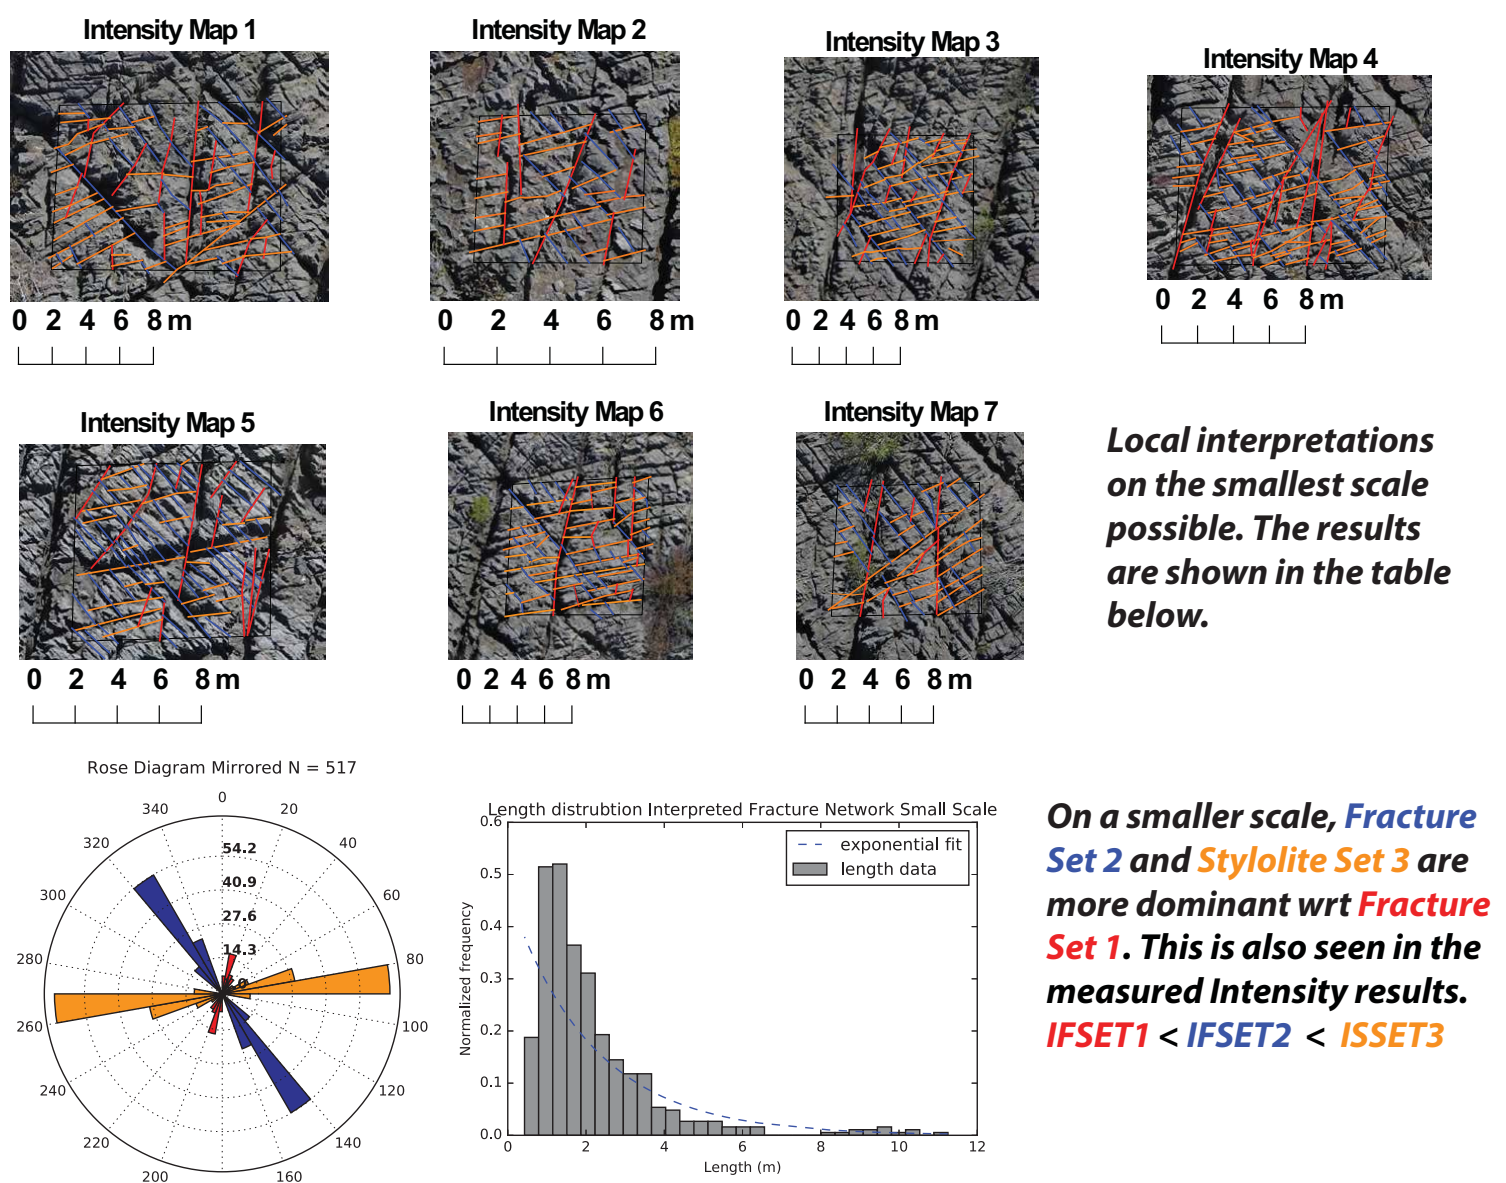 Intensity Map 1
Intensity Map 2
Intensity Map 3
Intensity Map 4
0 2 4 6 8 m
0 2 4 6 8 m
0 2 4 6 8 m
0 2 4 6 8 m
Intensity Map 5
Intensity Map 6
Intensity Map 7
0 2 4 6 8 m
0 2 4 6 8 m
0 2 4 6 8 m
Local interpretations
on the smallest scale
possible. The results
are shown in the table
below.
Rose Diagram Mirrored N = 517
0
20
40
60
80
100
120
140
160
200
220
240
260
280
300
320
340
54.2
40.9
27.6
14.3
Length distrubtion Interpreted Fracture Network Small Scale
exponential fit
length data
Normalized frequency
0.6
0.5
0.4
0.3
0.2
0.1
0.0
0 2 4 6 8 10 12
Length (m)
On a smaller scale, Fracture
Set 2 and Stylolite Set 3 are
more dominant wrt Fracture
Set 1. This is also seen in the
measured Intensity results.
IFSET1 < IFSET2 < ISSET3